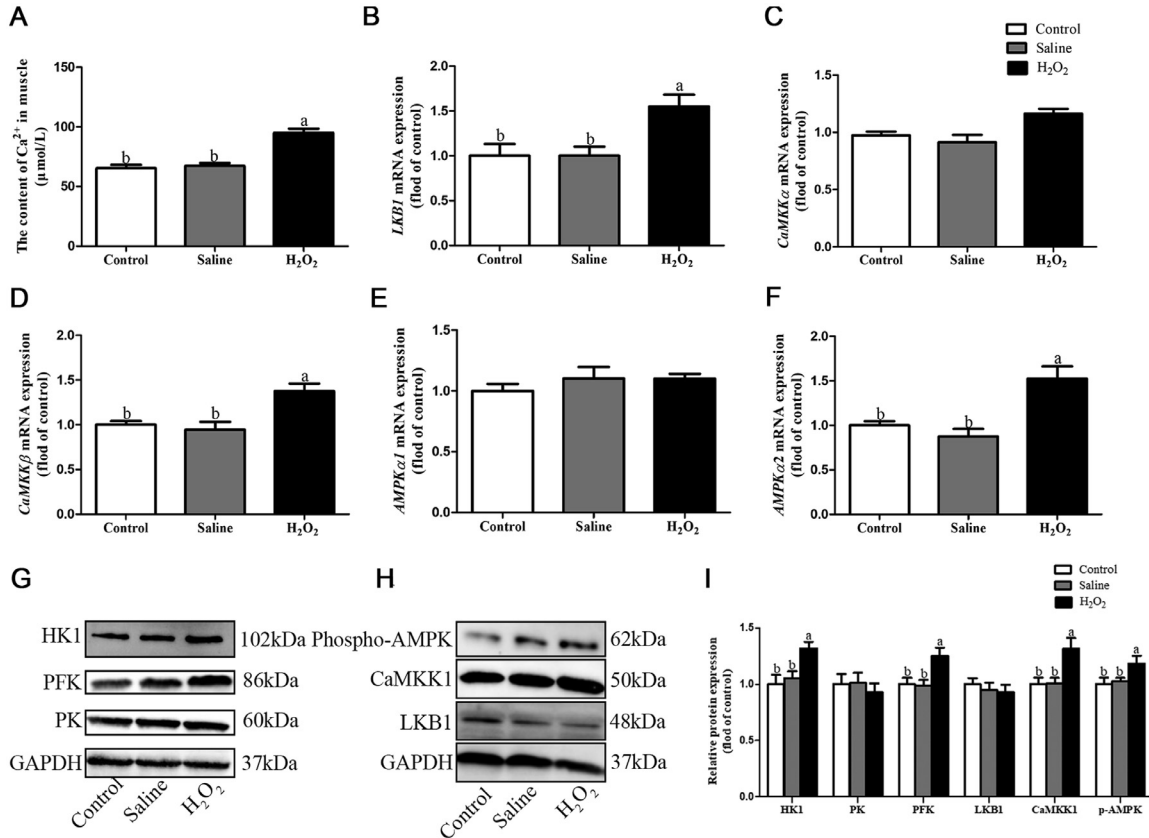 A
The content of Ca²⁺ in muscle
(μmol/L)
150
100
50
0
b
b
a
Control
Saline
H₂O₂
B
LKB1 mRNA expression
(flod of control)
2.0
1.5
1.0
0.5
0.0
b
b
a
Control
Saline
H₂O₂
C
Control
Saline
H₂O₂
CaMKKα mRNA expression
(flod of control)
1.5
1.0
0.5
0.0
Control
Saline
H₂O₂
D
CaMKKβ mRNA expression
(flod of control)
2.0
1.5
1.0
0.5
0.0
b
b
a
Control
Saline
H₂O₂
E
AMPKα1 mRNA expression
(flod of control)
1.5
1.0
0.5
0.0
Control
Saline
H₂O₂
F
AMPKα2 mRNA expression
(flod of control)
2.0
1.5
1.0
0.5
0.0
b
b
a
Control
Saline
H₂O₂
G
HK1 102kDa
PFK 86kDa
PK 60kDa
GAPDH 37kDa
Control
Saline
H₂O₂
H
Phospho-AMPK 62kDa
CaMKK1 50kDa
LKB1 48kDa
GAPDH 37kDa
Control
Saline
H₂O₂
I
Control
Saline
H₂O₂
Relative protein expression
(flod of control)
1.5
1.0
0.5
0.0
b b a
b b a
b b a
b b a
HK1
PK
PFK
LKB1
CaMKK1
p-AMPK